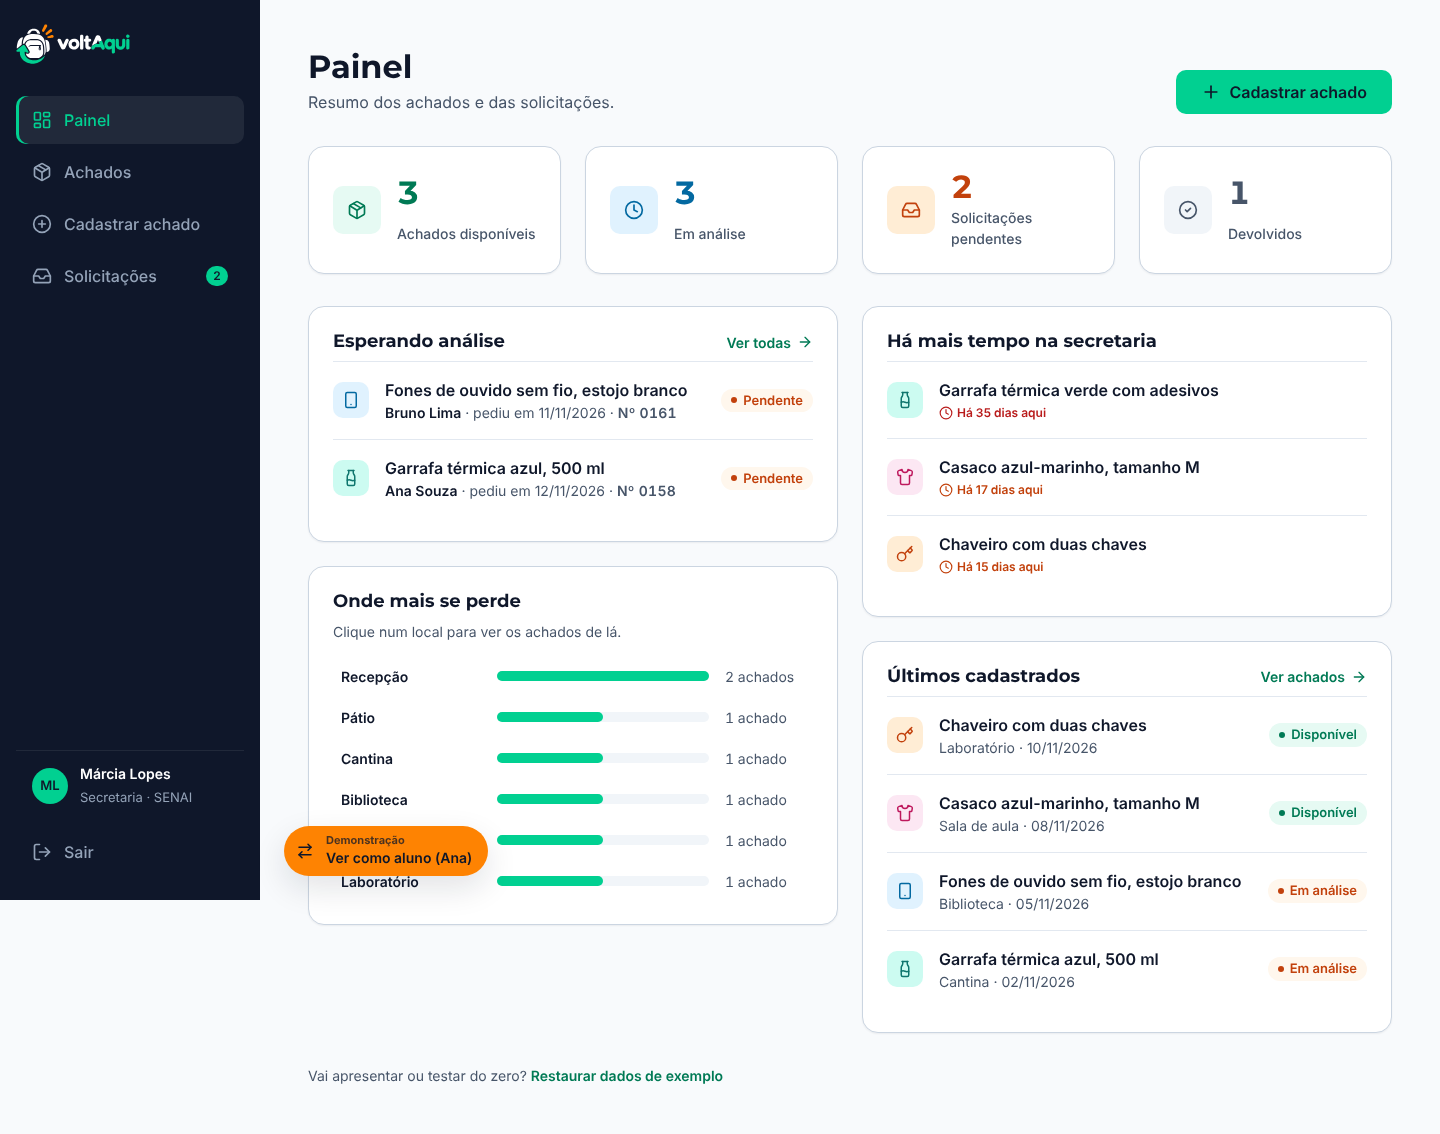 voltAqui
Painel
Achados
Cadastrar achado
Solicitações
2
Márcia Lopes
ML
Secretaria · SENAI
Sair
Painel
Resumo dos achados e das solicitações.
Cadastrar achado
3
Achados disponíveis
3
Em análise
2
Solicitações
pendentes
1
Devolvidos
Esperando análise
Ver todas
Fones de ouvido sem fio, estojo branco
Bruno Lima · pediu em 11/11/2026 · Nº 0161
Pendente
Garrafa térmica azul, 500 ml
Ana Souza · pediu em 12/11/2026 · Nº 0158
Pendente
Onde mais se perde
Clique num local para ver os achados de lá.
Recepção
2 achados
Pátio
1 achado
Cantina
1 achado
Biblioteca
1 achado
1 achado
Demonstração
Ver como aluno (Ana)
Laboratório
1 achado
Há mais tempo na secretaria
Garrafa térmica verde com adesivos
Há 35 dias aqui
Casaco azul-marinho, tamanho M
Há 17 dias aqui
Chaveiro com duas chaves
Há 15 dias aqui
Últimos cadastrados
Ver achados
Chaveiro com duas chaves
Laboratório · 10/11/2026
Disponível
Casaco azul-marinho, tamanho M
Sala de aula · 08/11/2026
Disponível
Fones de ouvido sem fio, estojo branco
Biblioteca · 05/11/2026
Em análise
Garrafa térmica azul, 500 ml
Cantina · 02/11/2026
Em análise
Vai apresentar ou testar do zero? Restaurar dados de exemplo